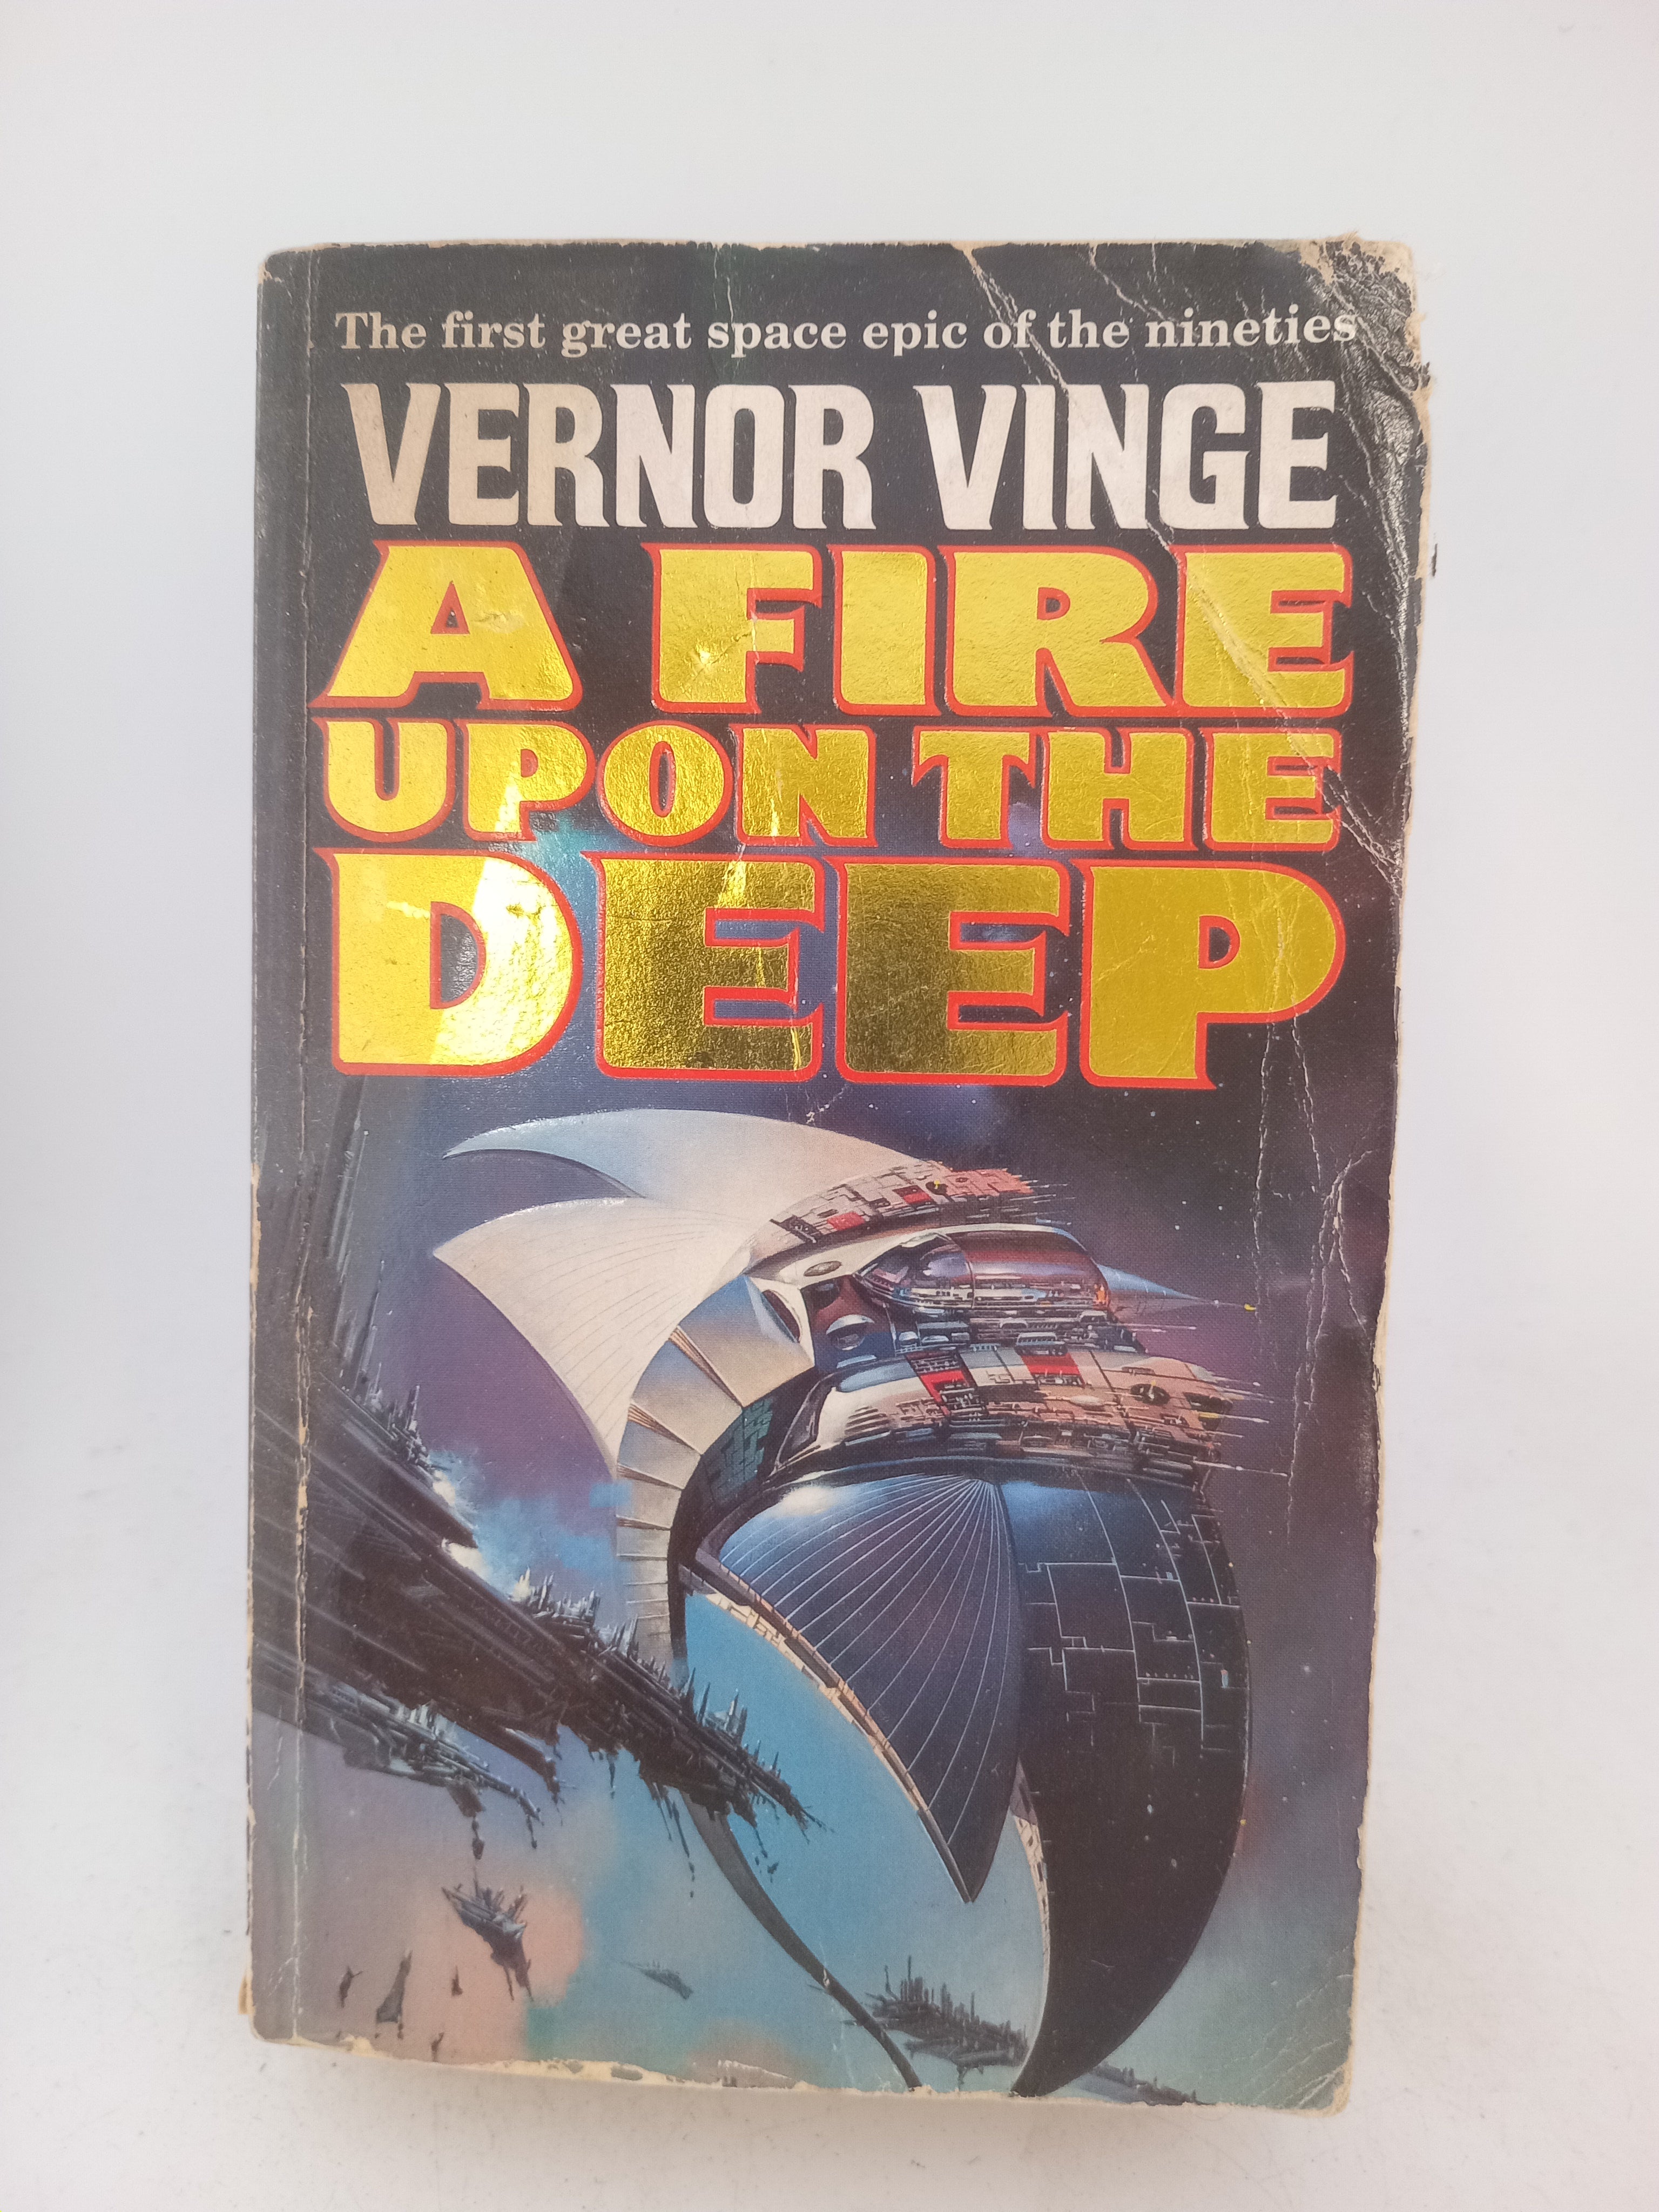 The first great space epic of the nineties
VERNOR VINGE
A FIRE
UPON THE
DEEP